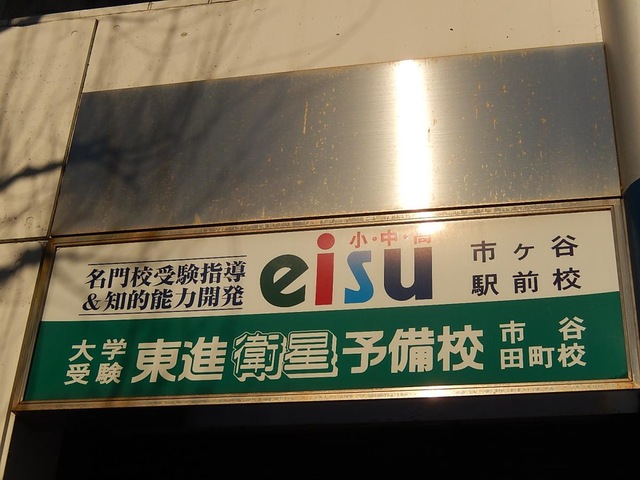 名門校受験指導
&知的能力開発
小・中・高
eisu
市ヶ谷
駅前校
大学
受験
東進衛星予備校
市谷
田町校